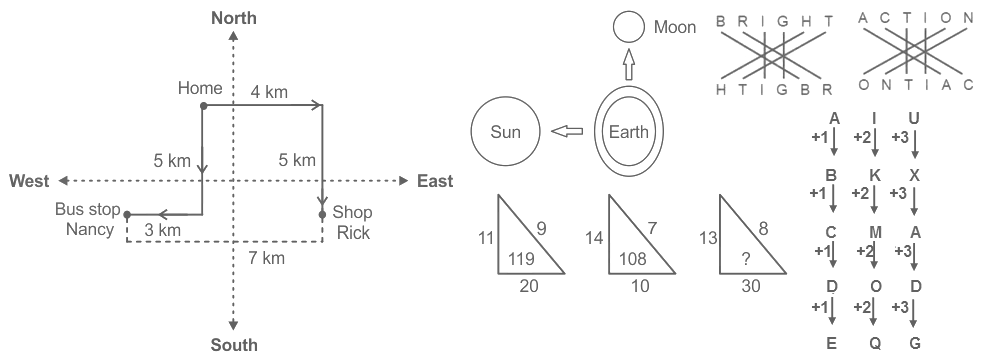 North
Home
4 km
5 km
5 km
West
East
Bus stop
Nancy
3 km
Shop
Rick
7 km
South
Moon
Sun
Earth
11
9
119
20
14
7
108
10
13
8
?
30
B R I G H T
H T I G B R
A C T I O N
O N T I A C
A I U
+1 +2 +3
B K X
+1 +2 +3
C M A
+1 +2 +3
D O D
+1 +2 +3
E Q G